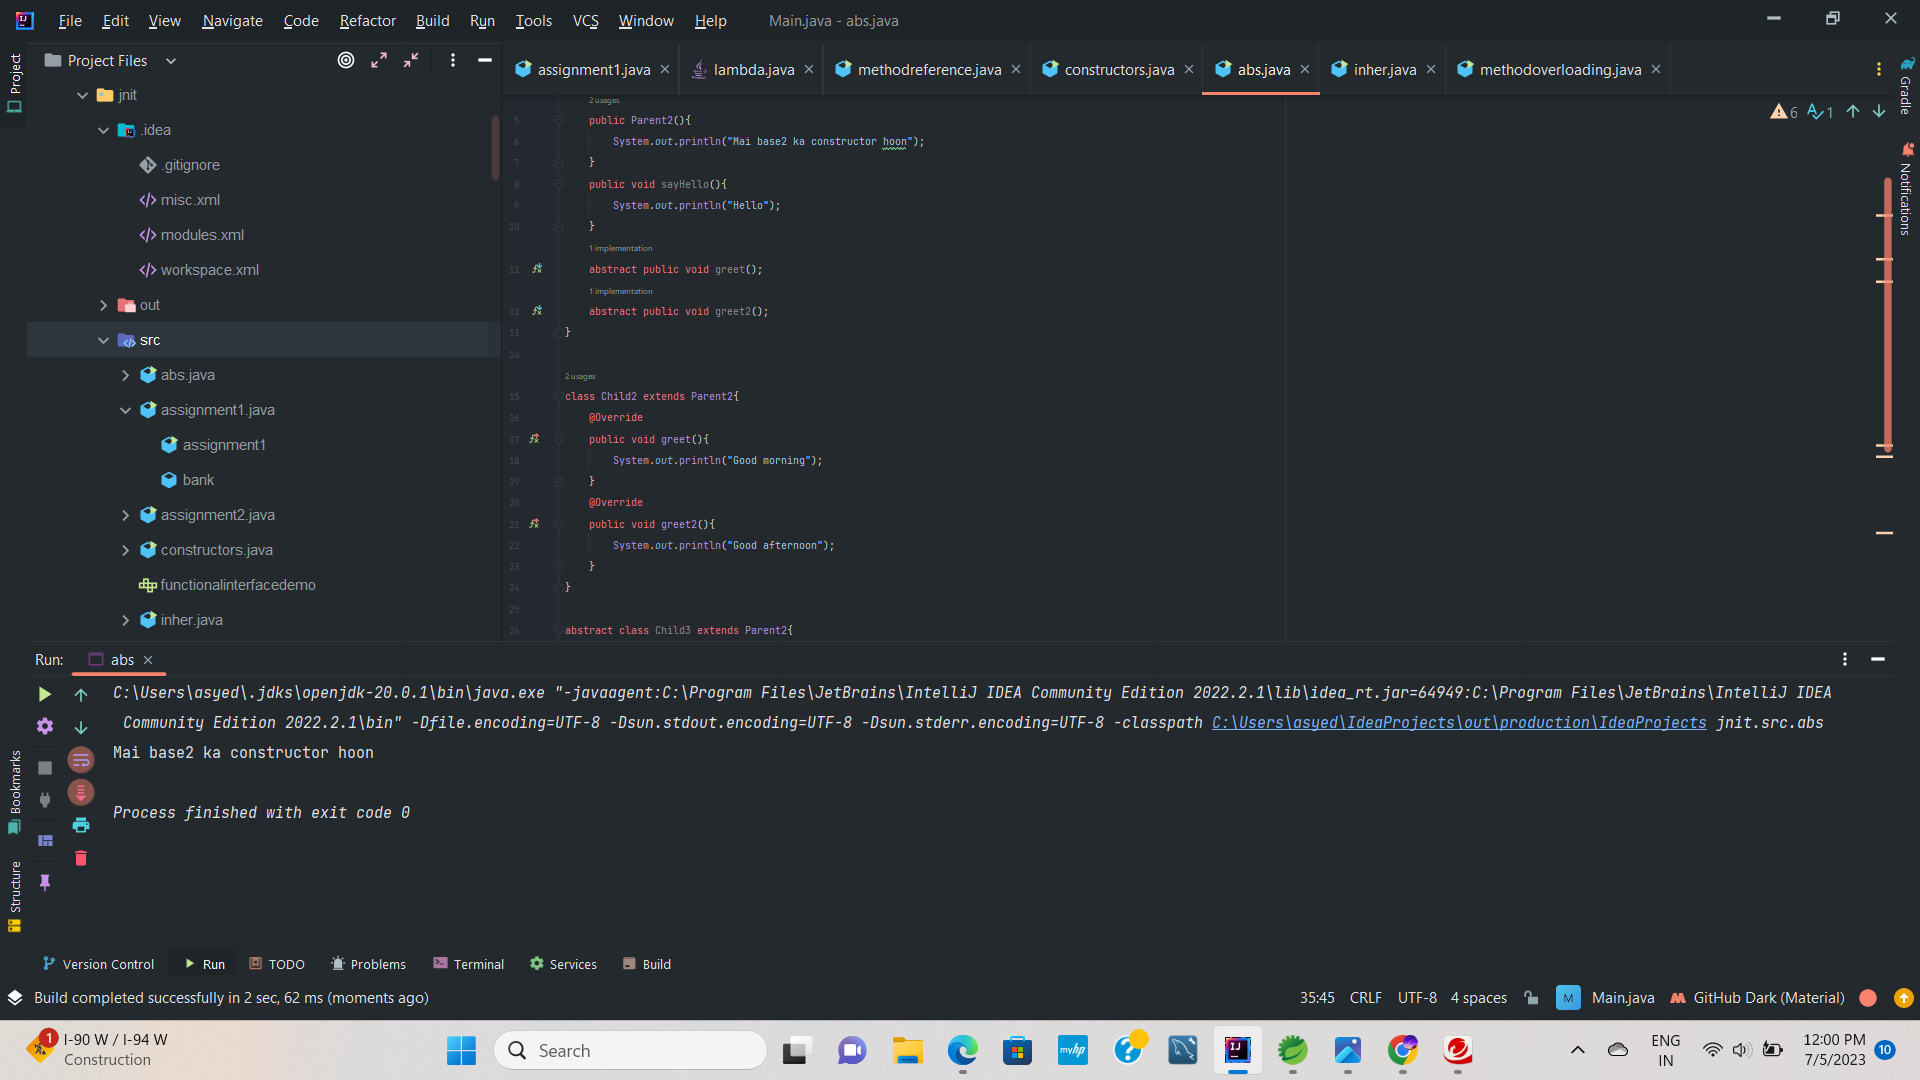 File Edit View Navigate Code Refactor Build Run Tools VCS Window Help Main.java - abs.java
Project
Project Files
assignment1.java lambda.java methodreference.java constructors.java abs.java inher.java methodoverloading.java
Gradle
Notifications
jnit
.idea
.gitignore
misc.xml
modules.xml
workspace.xml
out
src
abs.java
assignment1.java
assignment1
bank
assignment2.java
constructors.java
functionalinterfacedemo
inher.java
6 1
2 usages
5 public Parent2(){
6 System.out.println("Mai base2 ka constructor hoon");
7 }
8 public void sayHello(){
9 System.out.println("Hello");
10 }
1 implementation
11 abstract public void greet();
1 implementation
12 abstract public void greet2();
13 }
14
2 usages
15 class Child2 extends Parent2{
16 @Override
17 public void greet(){
18 System.out.println("Good morning");
19 }
20 @Override
21 public void greet2(){
22 System.out.println("Good afternoon");
23 }
24 }
25
26 abstract class Child3 extends Parent2{
Run: abs
C:\Users\asyed\.jdks\openjdk-20.0.1\bin\java.exe "-javaagent:C:\Program Files\JetBrains\IntelliJ IDEA Community Edition 2022.2.1\lib\idea_rt.jar=64949:C:\Program Files\JetBrains\IntelliJ IDEA
Community Edition 2022.2.1\bin" -Dfile.encoding=UTF-8 -Dsun.stdout.encoding=UTF-8 -Dsun.stderr.encoding=UTF-8 -classpath C:\Users\asyed\IdeaProjects\out\production\IdeaProjects jnit.src.abs
Mai base2 ka constructor hoon
Process finished with exit code 0
Bookmarks
Structure
Version Control Run TODO Problems Terminal Services Build
Build completed successfully in 2 sec, 62 ms (moments ago) 35:45 CRLF UTF-8 4 spaces M Main.java GitHub Dark (Material)
1 I-90 W / I-94 W
Construction
Search
myhp
IJ
ENG
IN
12:00 PM
7/5/2023
10